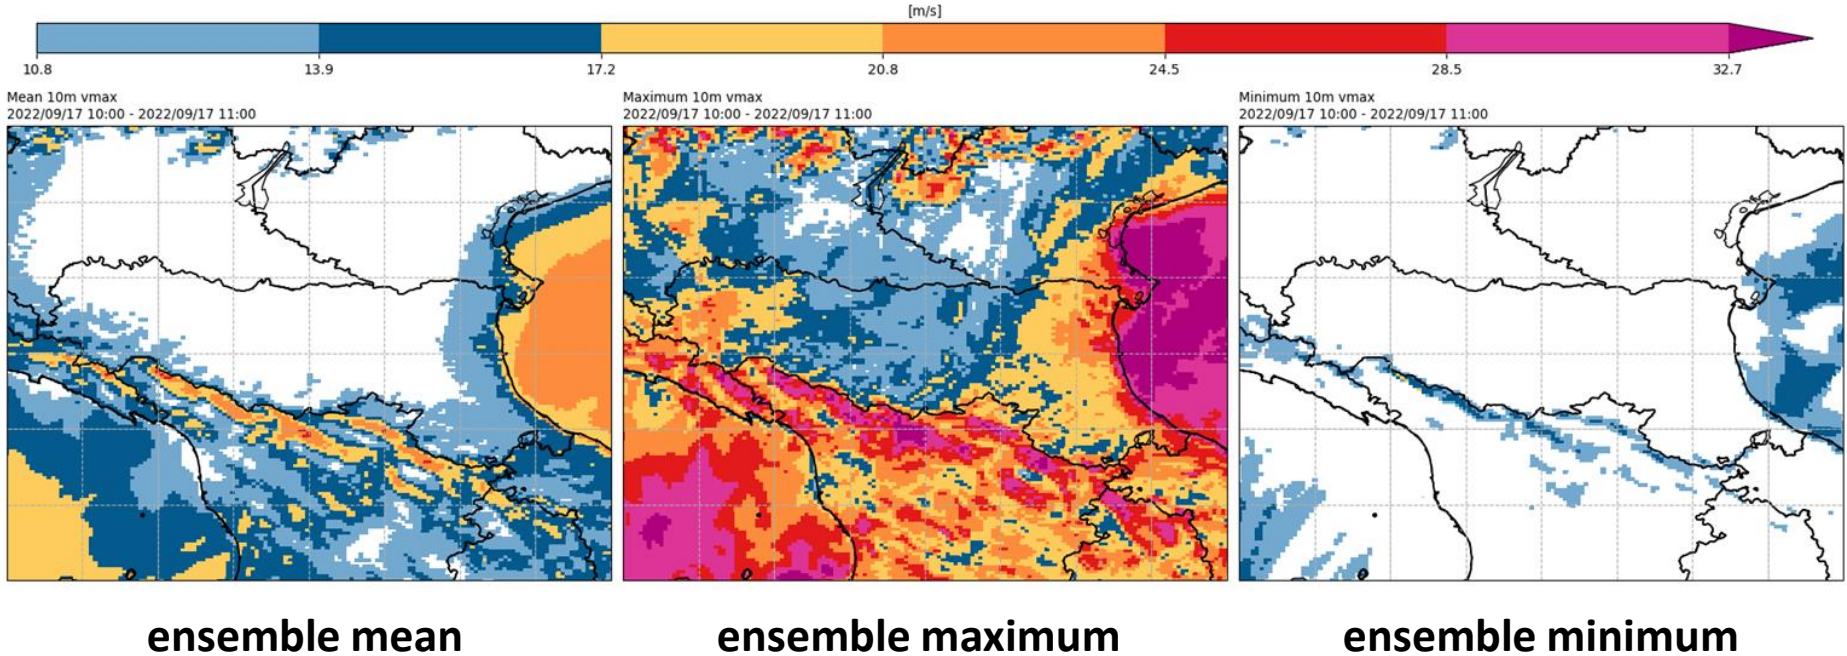 [m/s]
10.8 13.9 17.2 20.8 24.5 28.5 32.7
Mean 10m vmax
2022/09/17 10:00 - 2022/09/17 11:00
Maximum 10m vmax
2022/09/17 10:00 - 2022/09/17 11:00
Minimum 10m vmax
2022/09/17 10:00 - 2022/09/17 11:00
ensemble mean
ensemble maximum
ensemble minimum